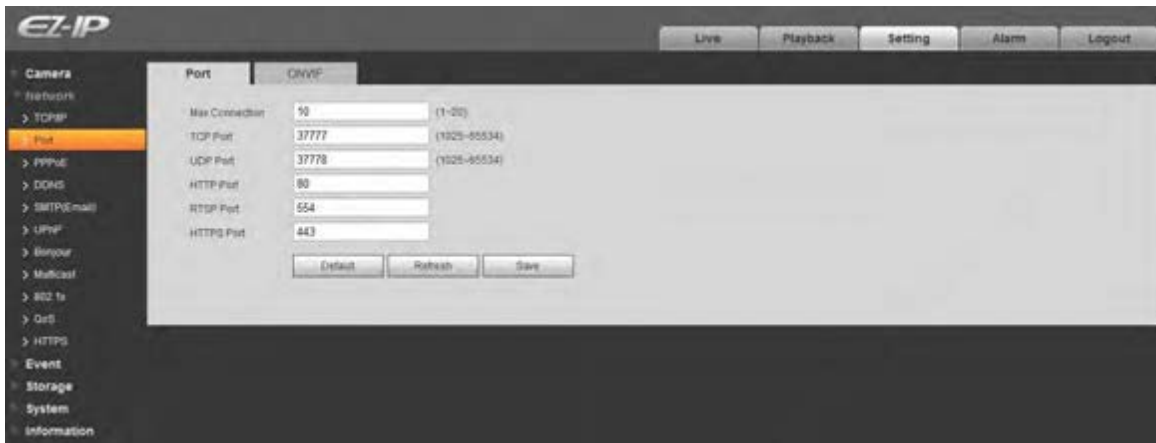 EZ-IP
Live Playback Setting Alarm Logout
Camera
Network
> TCP/IP
> Port
> PPPoE
> DDNS
> SMTP(Email)
> UPnP
> Bonjour
> Multicast
> 802.1x
> QoS
> HTTPS
Event
Storage
System
Information
Port ONVIF
Max Connection 10 (1~20)
TCP Port 37777 (1025~65534)
UDP Port 37778 (1025~65534)
HTTP Port 80
RTSP Port 554
HTTPS Port 443
Default Refresh Save